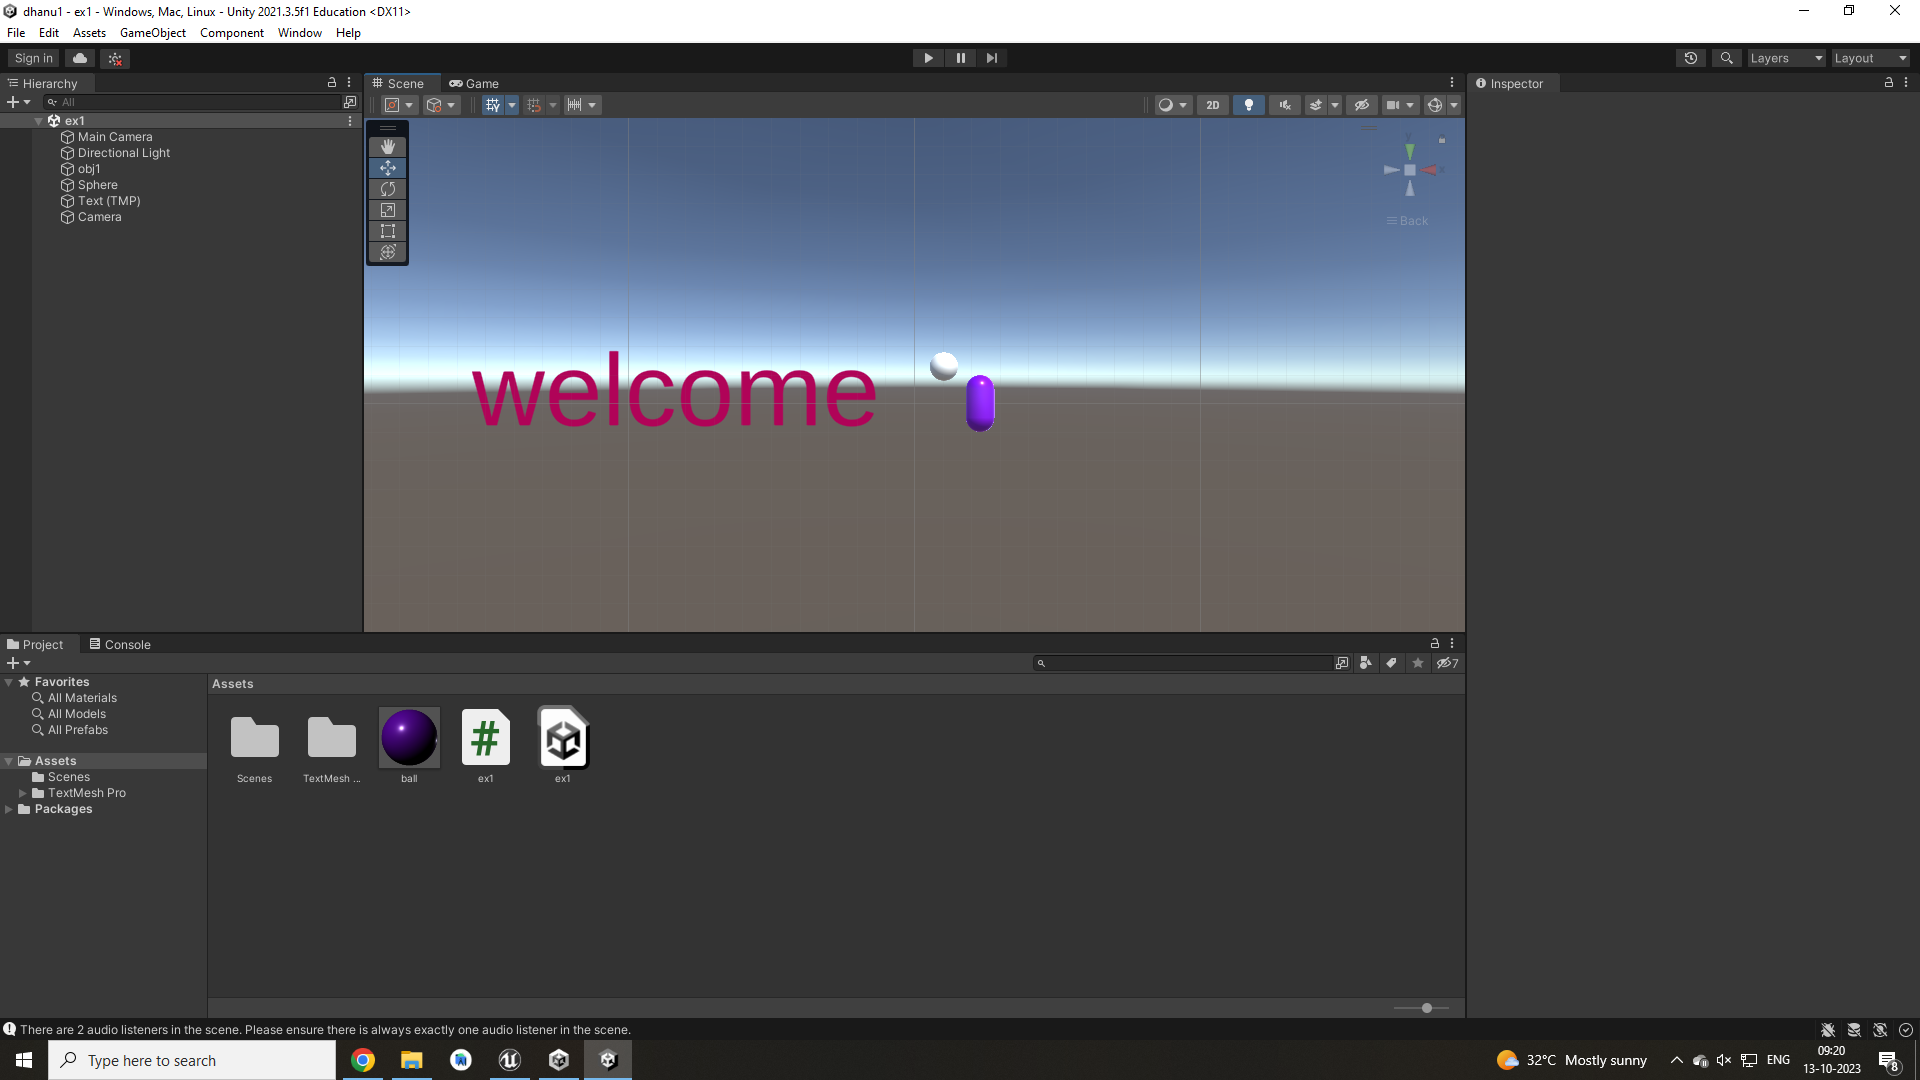 dhanu1 - ex1 - Windows, Mac, Linux - Unity 2021.3.5f1 Education <DX11>
File Edit Assets GameObject Component Window Help
Sign in Layers Layout
Hierarchy
All
ex1
Main Camera
Directional Light
obj1
Sphere
Text (TMP)
Camera
Scene Game
2D
Back
welcome
Inspector
Project Console
7
Favorites
All Materials
All Models
All Prefabs
Assets
Scenes
TextMesh Pro
Packages
Assets
Scenes TextMesh ... ball ex1 ex1
#
There are 2 audio listeners in the scene. Please ensure there is always exactly one audio listener in the scene.
Type here to search
32°C Mostly sunny
ENG
09:20
13-10-2023
8